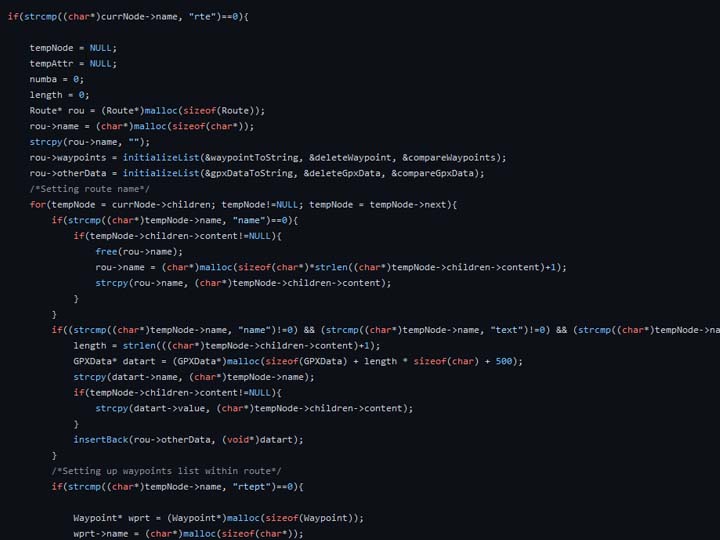 if(strcmp((char*)currNode->name, "rte")==0){
tempNode = NULL;
tempAttr = NULL;
numba = 0;
length = 0;
Route* rou = (Route*)malloc(sizeof(Route));
rou->name = (char*)malloc(sizeof(char*));
strcpy(rou->name, "");
rou->waypoints = initializeList(&waypointToString, &deleteWaypoint, &compareWaypoints);
rou->otherData = initializeList(&gpxDataToString, &deleteGpxData, &compareGpxData);
/*Setting route name*/
for(tempNode = currNode->children; tempNode!=NULL; tempNode = tempNode->next){
if(strcmp((char*)tempNode->name, "name")==0){
if(tempNode->children->content!=NULL){
free(rou->name);
rou->name = (char*)malloc(sizeof(char*)*strlen((char*)tempNode->children->content)+1);
strcpy(rou->name, (char*)tempNode->children->content);
}
}
if((strcmp((char*)tempNode->name, "name")!=0) && (strcmp((char*)tempNode->name, "text")!=0) && (strcmp((char*)tempNode->na
length = strlen(((char*)tempNode->children->content)+1);
GPXData* datart = (GPXData*)malloc(sizeof(GPXData) + length * sizeof(char) + 500);
strcpy(datart->name, (char*)tempNode->name);
if(tempNode->children->content!=NULL){
strcpy(datart->value, (char*)tempNode->children->content);
}
insertBack(rou->otherData, (void*)datart);
}
/*Setting up waypoints list within route*/
if(strcmp((char*)tempNode->name, "rtept")==0){
Waypoint* wprt = (Waypoint*)malloc(sizeof(Waypoint));
wprt->name = (char*)malloc(sizeof(char*));